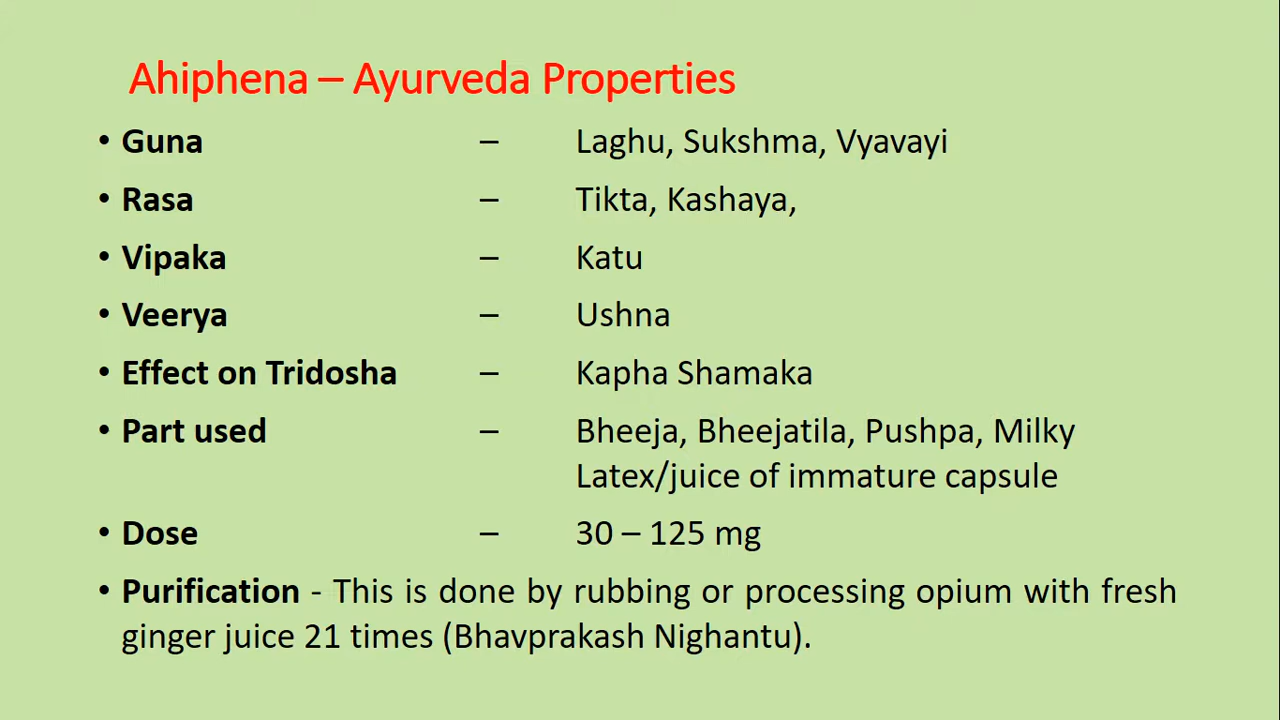 Ahiphena – Ayurveda Properties
• Guna – Laghu, Sukshma, Vyavayi
• Rasa – Tikta, Kashaya,
• Vipaka – Katu
• Veerya – Ushna
• Effect on Tridosha – Kapha Shamaka
• Part used – Bheeja, Bheejatila, Pushpa, Milky
Latex/juice of immature capsule
• Dose – 30 – 125 mg
• Purification - This is done by rubbing or processing opium with fresh
ginger juice 21 times (Bhavprakash Nighantu).